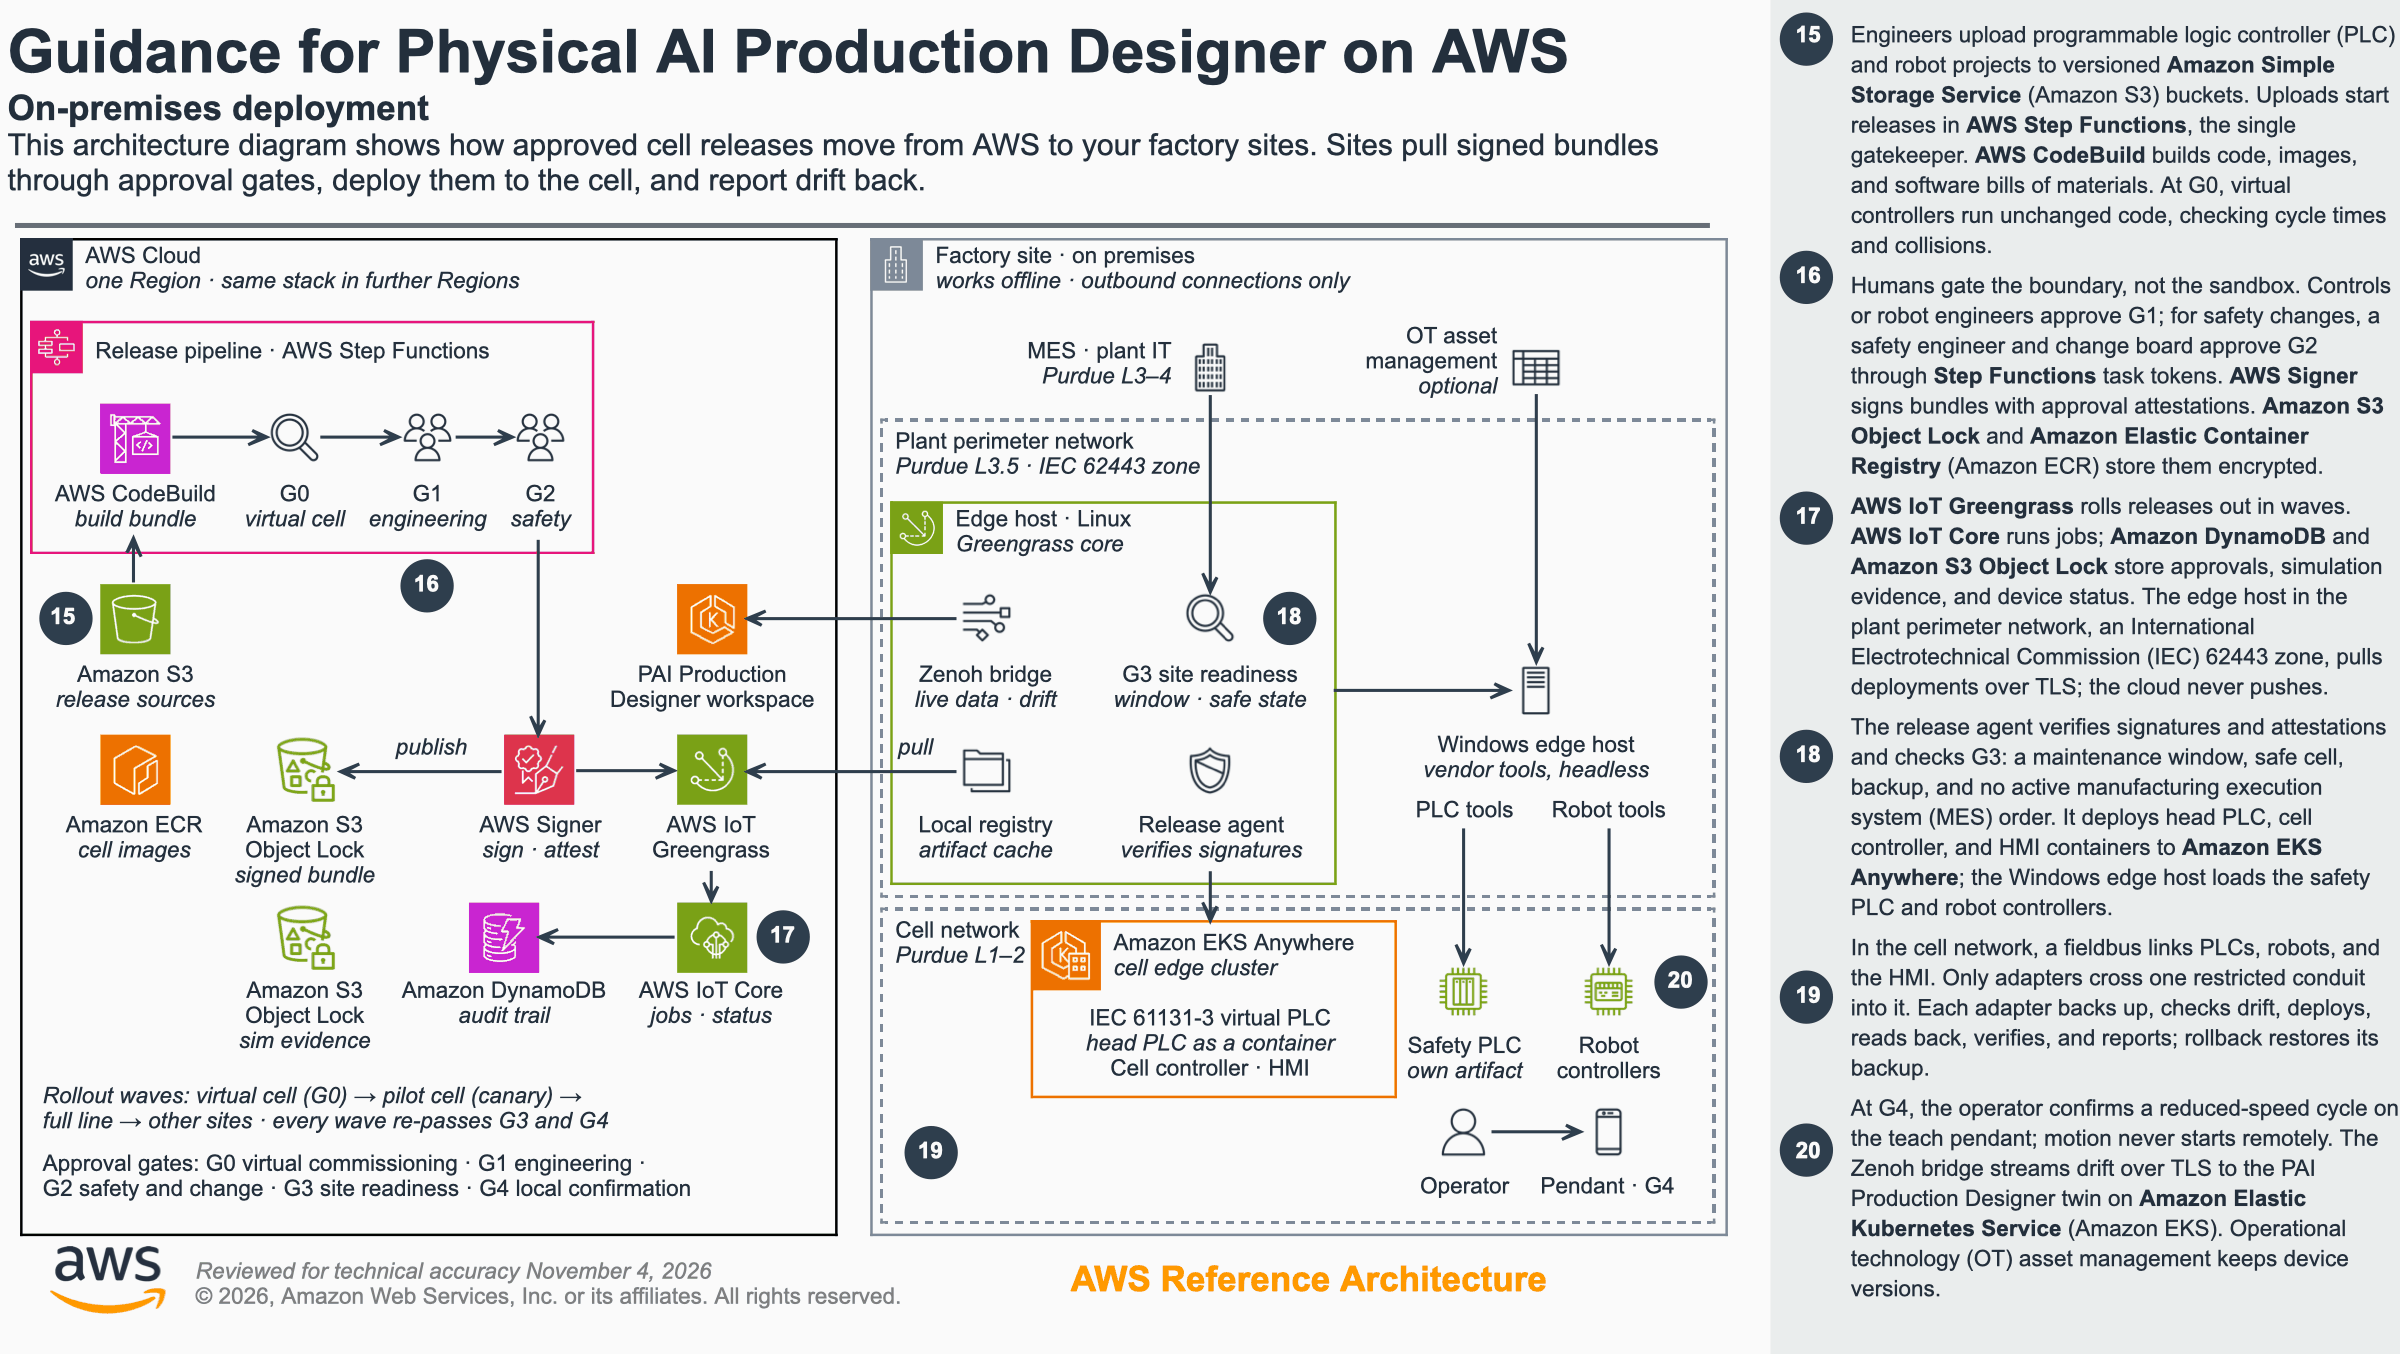 Guidance for Physical AI Production Designer on AWS
On-premises deployment
This architecture diagram shows how approved cell releases move from AWS to your factory sites. Sites pull signed bundles
through approval gates, deploy them to the cell, and report drift back.
aws
AWS Cloud
one Region · same stack in further Regions
Release pipeline · AWS Step Functions
AWS CodeBuild
build bundle
G0
virtual cell
G1
engineering
G2
safety
15
16
Amazon S3
release sources
PAI Production
Designer workspace
publish
Amazon ECR
cell images
Amazon S3
Object Lock
signed bundle
AWS Signer
sign · attest
AWS IoT
Greengrass
17
Amazon S3
Object Lock
sim evidence
Amazon DynamoDB
audit trail
AWS IoT Core
jobs · status
Rollout waves: virtual cell (G0) → pilot cell (canary) →
full line → other sites · every wave re-passes G3 and G4
Approval gates: G0 virtual commissioning · G1 engineering ·
G2 safety and change · G3 site readiness · G4 local confirmation
Factory site · on premises
works offline · outbound connections only
MES · plant IT
Purdue L3–4
OT asset
management
optional
Plant perimeter network
Purdue L3.5 · IEC 62443 zone
Edge host · Linux
Greengrass core
18
Zenoh bridge
live data · drift
G3 site readiness
window · safe state
pull
Local registry
artifact cache
Release agent
verifies signatures
Windows edge host
vendor tools, headless
PLC tools
Robot tools
Cell network
Purdue L1–2
Amazon EKS Anywhere
cell edge cluster
IEC 61131-3 virtual PLC
head PLC as a container
Cell controller · HMI
20
Safety PLC
own artifact
Robot
controllers
19
Operator
Pendant · G4
aws
Reviewed for technical accuracy November 4, 2026
© 2026, Amazon Web Services, Inc. or its affiliates. All rights reserved.
AWS Reference Architecture
15
Engineers upload programmable logic controller (PLC)
and robot projects to versioned Amazon Simple
Storage Service (Amazon S3) buckets. Uploads start
releases in AWS Step Functions, the single
gatekeeper. AWS CodeBuild builds code, images,
and software bills of materials. At G0, virtual
controllers run unchanged code, checking cycle times
and collisions.
16
Humans gate the boundary, not the sandbox. Controls
or robot engineers approve G1; for safety changes, a
safety engineer and change board approve G2
through Step Functions task tokens. AWS Signer
signs bundles with approval attestations. Amazon S3
Object Lock and Amazon Elastic Container
Registry (Amazon ECR) store them encrypted.
17
AWS IoT Greengrass rolls releases out in waves.
AWS IoT Core runs jobs; Amazon DynamoDB and
Amazon S3 Object Lock store approvals, simulation
evidence, and device status. The edge host in the
plant perimeter network, an International
Electrotechnical Commission (IEC) 62443 zone, pulls
deployments over TLS; the cloud never pushes.
18
The release agent verifies signatures and attestations
and checks G3: a maintenance window, safe cell,
backup, and no active manufacturing execution
system (MES) order. It deploys head PLC, cell
controller, and HMI containers to Amazon EKS
Anywhere; the Windows edge host loads the safety
PLC and robot controllers.
19
In the cell network, a fieldbus links PLCs, robots, and
the HMI. Only adapters cross one restricted conduit
into it. Each adapter backs up, checks drift, deploys,
reads back, verifies, and reports; rollback restores its
backup.
20
At G4, the operator confirms a reduced-speed cycle on
the teach pendant; motion never starts remotely. The
Zenoh bridge streams drift over TLS to the PAI
Production Designer twin on Amazon Elastic
Kubernetes Service (Amazon EKS). Operational
technology (OT) asset management keeps device
versions.